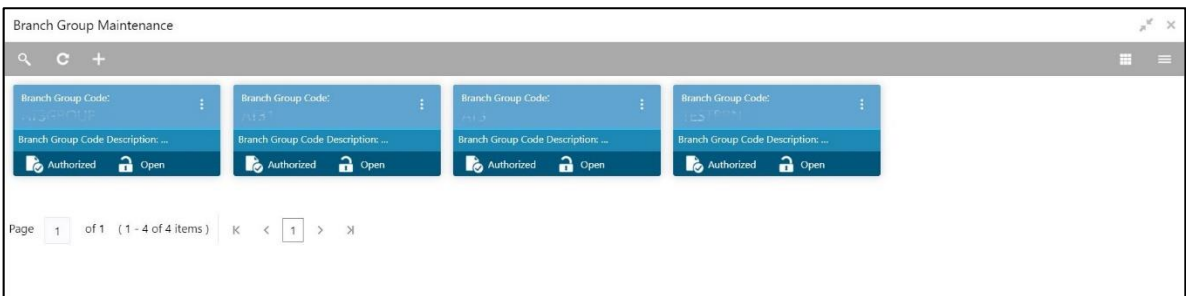 Branch Group Maintenance
Branch Group Code: Branch Group Code: Branch Group Code: Branch Group Code:
Branch Group Code Description: ... Branch Group Code Description: ... Branch Group Code Description: ... Branch Group Code Description: ...
Authorized Open Authorized Open Authorized Open Authorized Open
Page 1 of 1 (1 - 4 of 4 items) K < 1 > >|